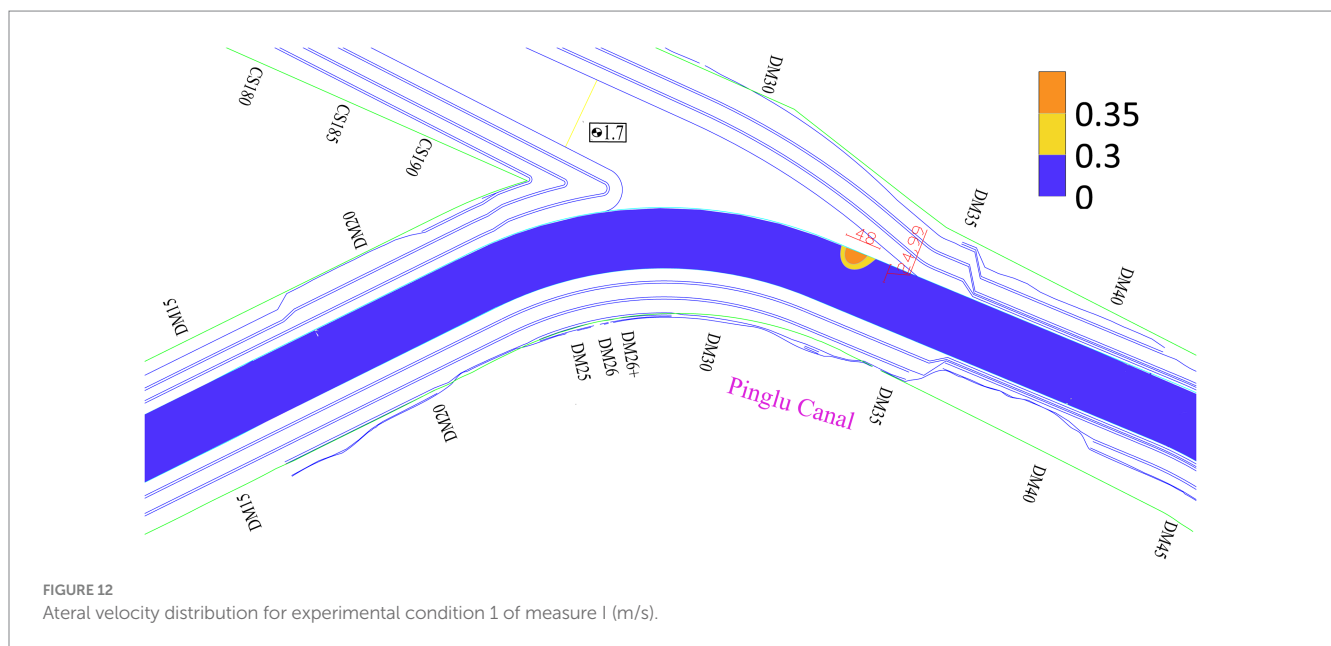 DM30
CS180
CS185
CS190
1.7
0.35
0.3
0
DM20
DM35
48
DM15
DM40
DM25
DM26
DM26+
DM30
Pinglu Canal
DM35
DM20
DM15
DM40
DM45
FIGURE 12
Ateral velocity distribution for experimental condition 1 of measure I (m/s).